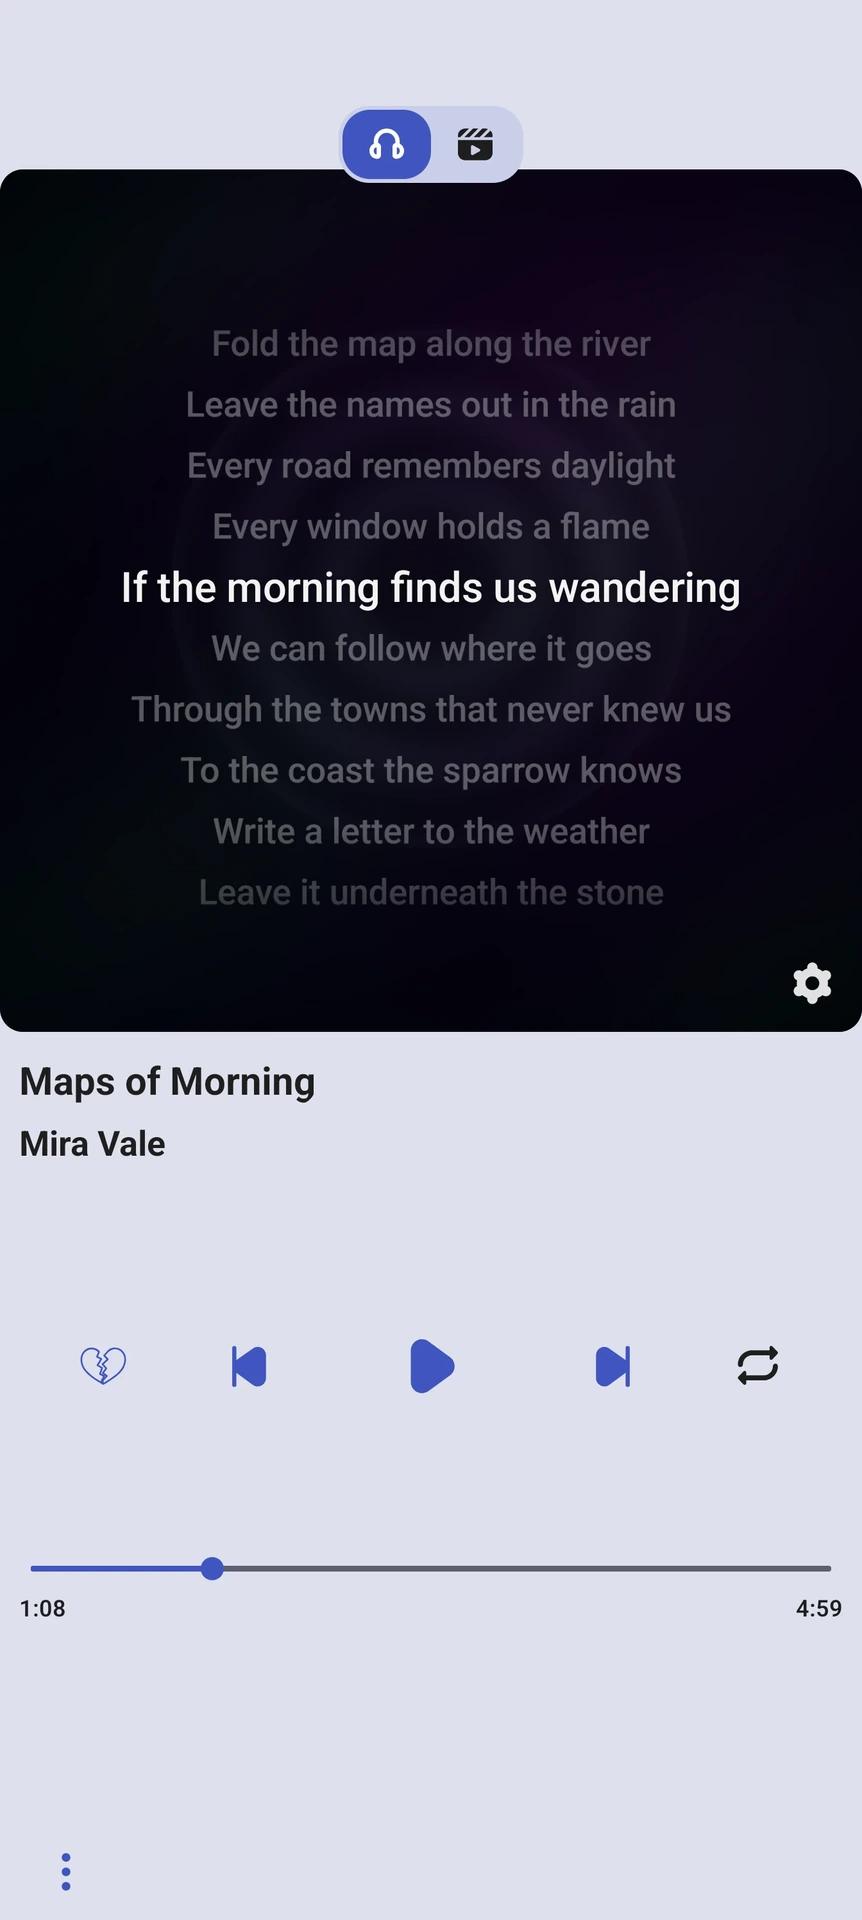 Fold the map along the river
Leave the names out in the rain
Every road remembers daylight
Every window holds a flame
If the morning finds us wandering
We can follow where it goes
Through the towns that never knew us
To the coast the sparrow knows
Write a letter to the weather
Leave it underneath the stone
Maps of Morning
Mira Vale
1:08
4:59